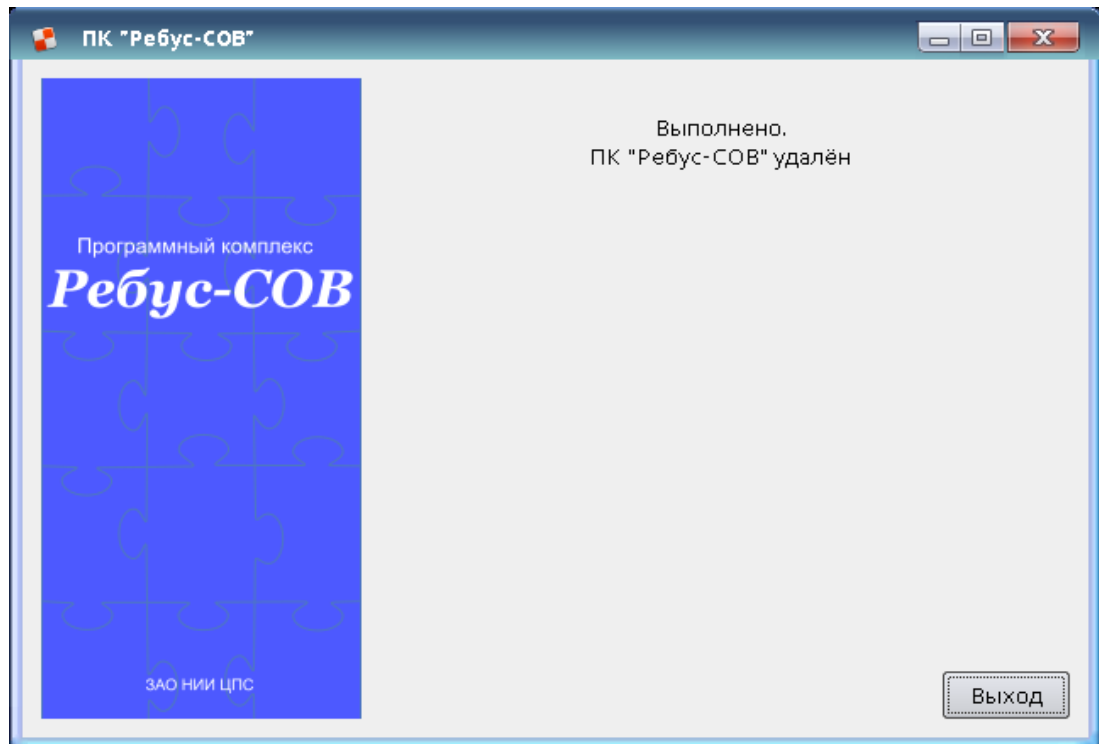 ПК "Ребус-СОВ"
Программный комплекс
Ребус-СОВ
ЗАО НИИ ЦПС
Выполнено.
ПК "Ребус-СОВ" удалён
Выход